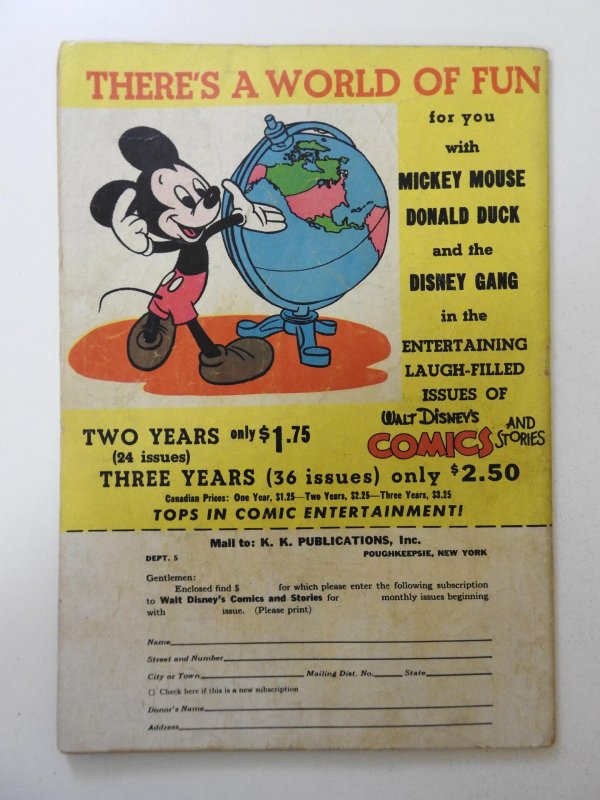 THERE'S A WORLD OF FUN
for you
with
MICKEY MOUSE
DONALD DUCK
and the
DISNEY GANG
in the
ENTERTAINING
LAUGH-FILLED
ISSUES OF
WALT DISNEY'S
COMICS AND STORIES
TWO YEARS only $1.75
(24 issues)
THREE YEARS (36 issues) only $2.50
Canadian Prices: One Year, $1.25—Two Years, $2.25—Three Years, $3.25
TOPS IN COMIC ENTERTAINMENT!
Mail to: K. K. PUBLICATIONS, Inc.
DEPT. 5 POUGHKEEPSIE, NEW YORK
Gentlemen:
Enclosed find $ for which please enter the following subscription
to Walt Disney's Comics and Stories for monthly issues beginning
with issue. (Please print)
Name
Street and Number
City or Town Mailing Dist. No. State
Check here if this is a new subscription
Donor's Name
Address